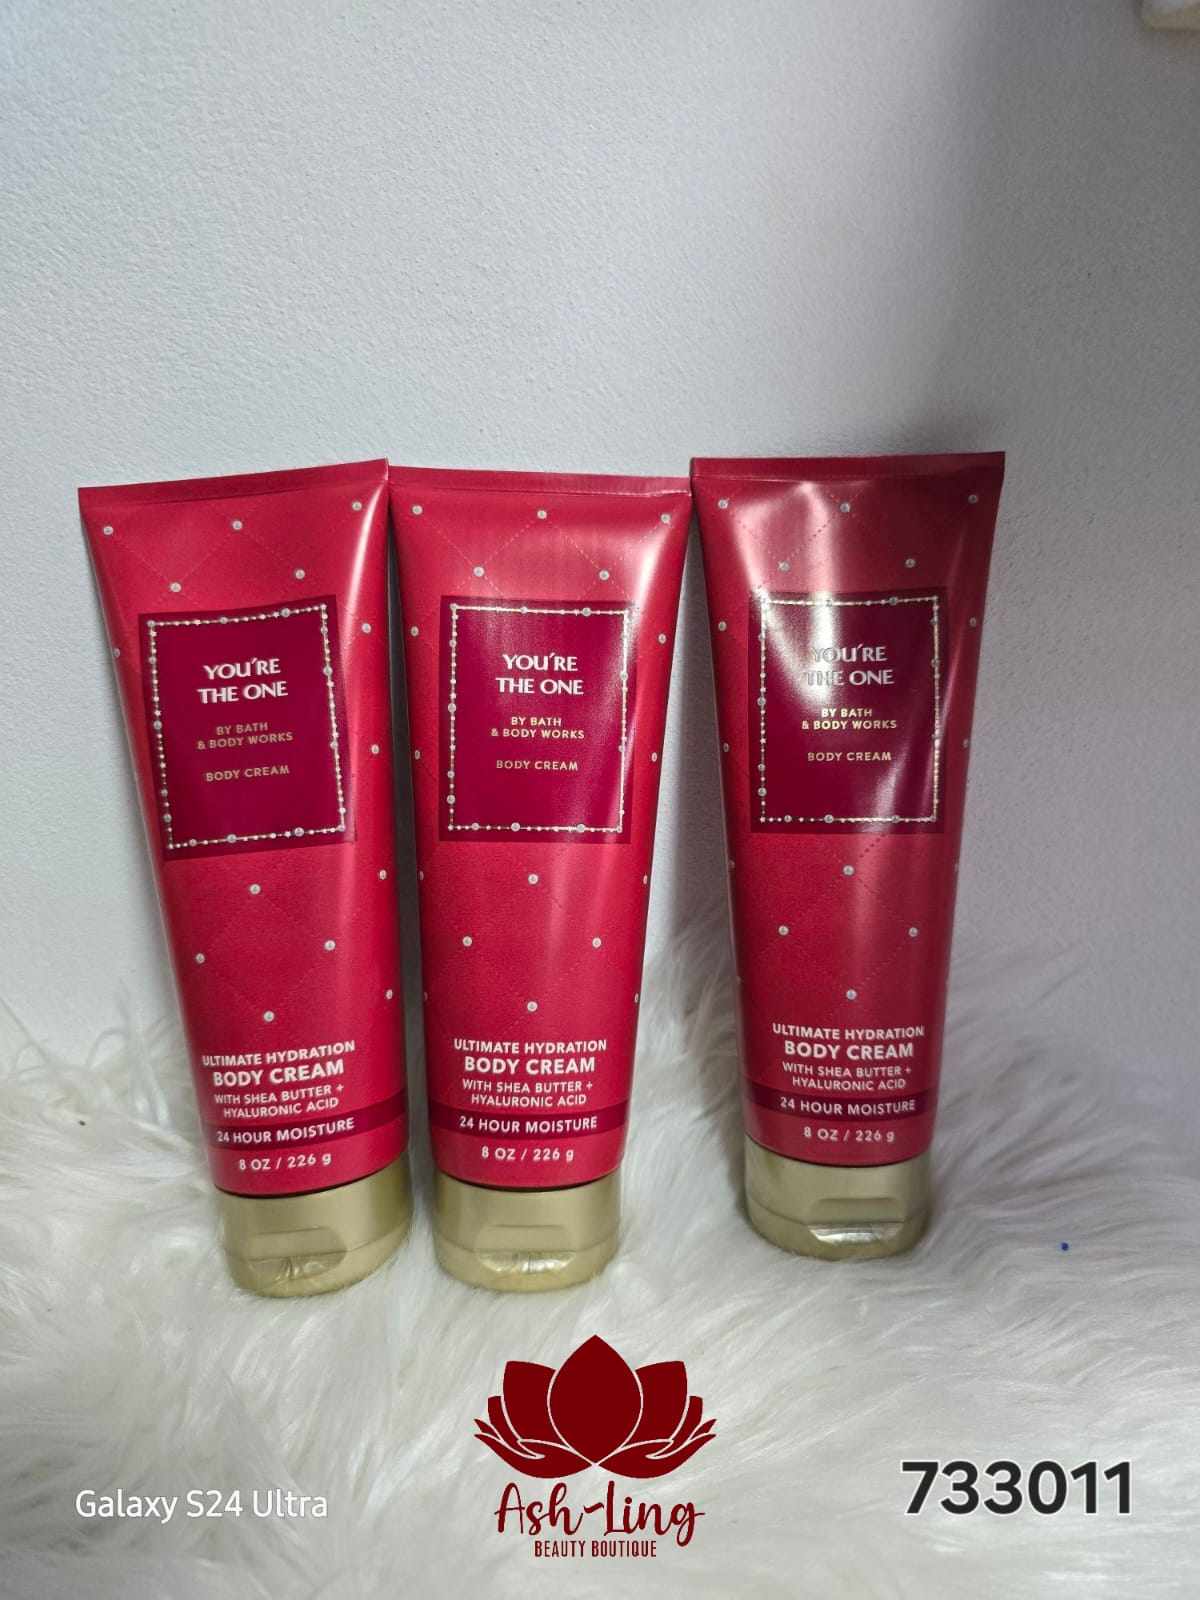 YOU'RE
THE ONE
BY BATH
& BODY WORKS
BODY CREAM
ULTIMATE HYDRATION
BODY CREAM
WITH SHEA BUTTER +
HYALURONIC ACID
24 HOUR MOISTURE
8 OZ / 226 g
YOU'RE
THE ONE
BY BATH
& BODY WORKS
BODY CREAM
ULTIMATE HYDRATION
BODY CREAM
WITH SHEA BUTTER +
HYALURONIC ACID
24 HOUR MOISTURE
8 OZ / 226 g
YOU'RE
THE ONE
BY BATH
& BODY WORKS
BODY CREAM
ULTIMATE HYDRATION
BODY CREAM
WITH SHEA BUTTER +
HYALURONIC ACID
24 HOUR MOISTURE
8 OZ / 226 g
Galaxy S24 Ultra
Ash-Ling
BEAUTY BOUTIQUE
733011